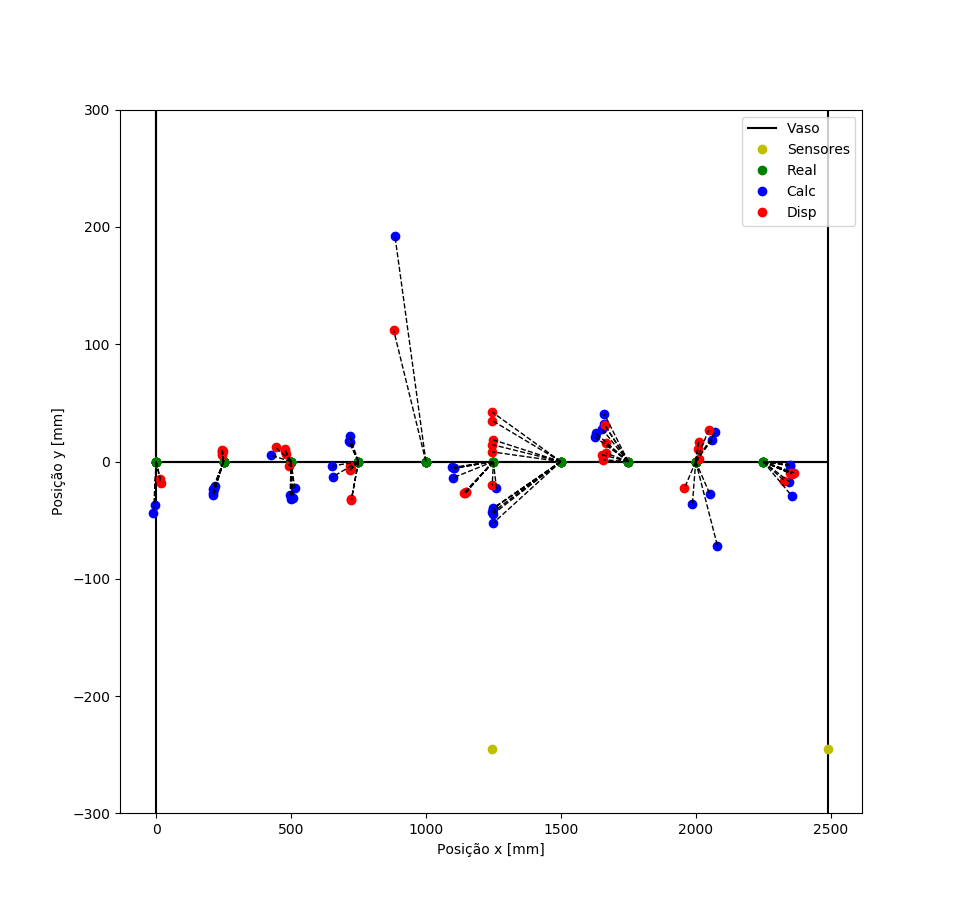 300
200
100
0
−100
−200
−300
Posição y [mm]
Vaso
Sensores
Real
Calc
Disp
0 500 1000 1500 2000 2500
Posição x [mm]